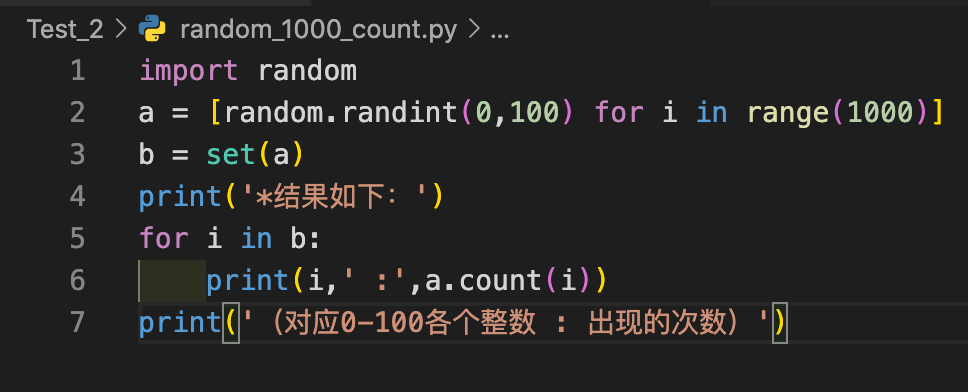 Test_2 > random_1000_count.py > ...
1 import random
2 a = [random.randint(0,100) for i in range(1000)]
3 b = set(a)
4 print('*结果如下：')
5 for i in b:
6     print(i,' :',a.count(i))
7 print('（对应0-100各个整数 : 出现的次数）')